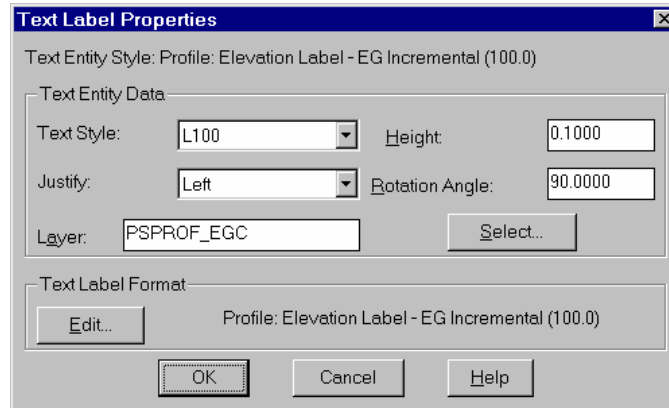 Text Label Properties
Text Entity Style: Profile: Elevation Label - EG Incremental (100.0)
Text Entity Data
Text Style: L100 Height: 0.1000
Justify: Left Rotation Angle: 90.0000
Layer: PSPROF_EGC Select...
Text Label Format
Edit... Profile: Elevation Label - EG Incremental (100.0)
OK Cancel Help